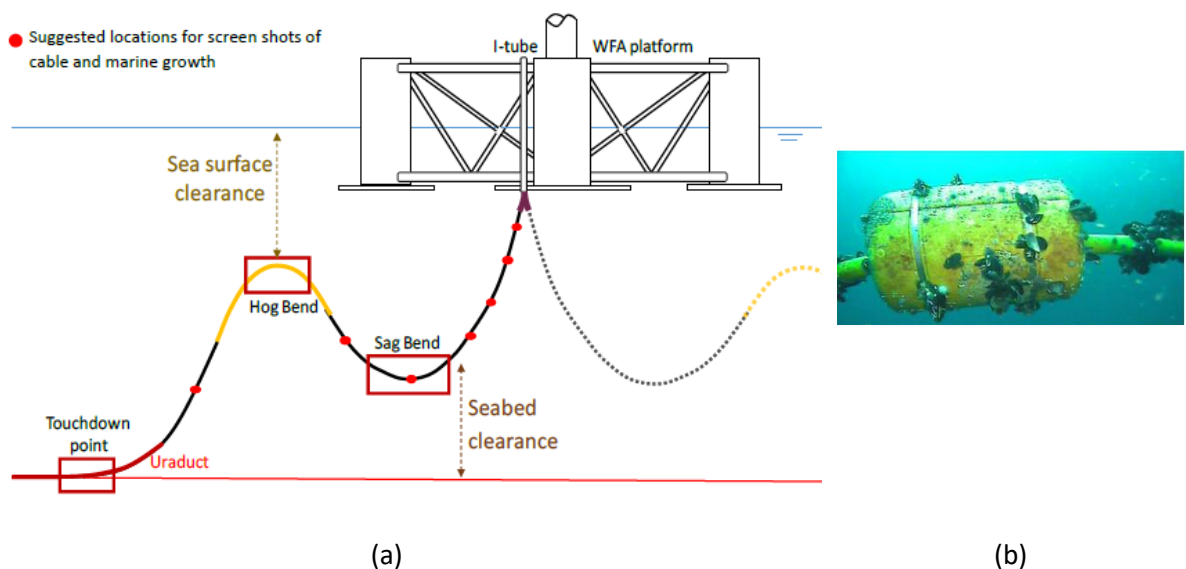 Suggested locations for screen shots of
cable and marine growth
I-tube
WFA platform
Sea surface
clearance
Hog Bend
Sag Bend
Touchdown
point
Uraduct
Seabed
clearance
(a)
(b)